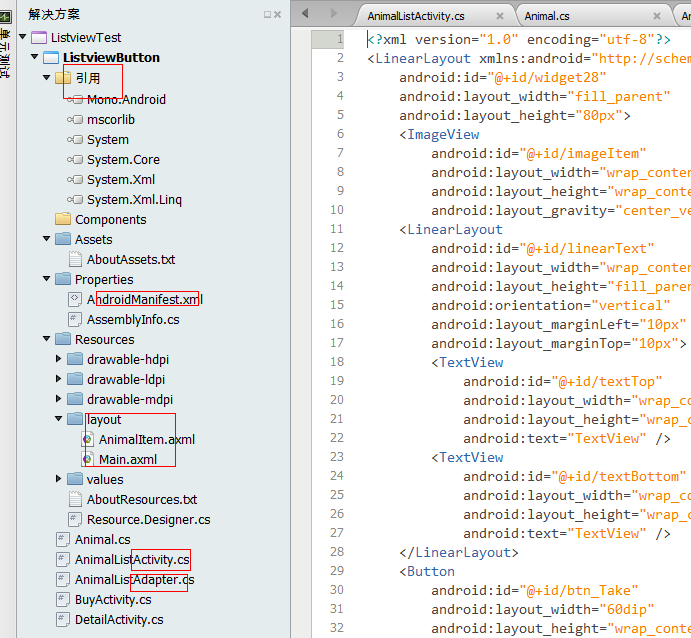 解决方案
单元测试
ListviewTest
ListviewButton
引用
Mono.Android
mscorlib
System
System.Core
System.Xml
System.Xml.Linq
Components
Assets
AboutAssets.txt
Properties
AndroidManifest.xml
AssemblyInfo.cs
Resources
drawable-hdpi
drawable-ldpi
drawable-mdpi
layout
AnimalItem.axml
Main.axml
values
AboutResources.txt
Resource.Designer.cs
Animal.cs
AnimalListActivity.cs
AnimalListAdapter.cs
BuyActivity.cs
DetailActivity.cs
AnimalListActivity.cs × Animal.cs × Ar
1 <?xml version="1.0" encoding="utf-8"?>
2 <LinearLayout xmlns:android="http://schem
3 android:id="@+id/widget28"
4 android:layout_width="fill_parent"
5 android:layout_height="80px">
6 <ImageView
7 android:id="@+id/imageItem"
8 android:layout_width="wrap_conten
9 android:layout_height="wrap_conte
10 android:layout_gravity="center_ve
11 <LinearLayout
12 android:id="@+id/linearText"
13 android:layout_width="wrap_conten
14 android:layout_height="fill_paren
15 android:orientation="vertical"
16 android:layout_marginLeft="10px"
17 android:layout_marginTop="10px">
18 <TextView
19 android:id="@+id/textTop"
20 android:layout_width="wrap_co
21 android:layout_height="wrap_c
22 android:text="TextView" />
23 <TextView
24 android:id="@+id/textBottom"
25 android:layout_width="wrap_co
26 android:layout_height="wrap_c
27 android:text="TextView" />
28 </LinearLayout>
29 <Button
30 android:id="@+id/btn_Take"
31 android:layout_width="60dip"
32 android:layout_height="wrap_conte